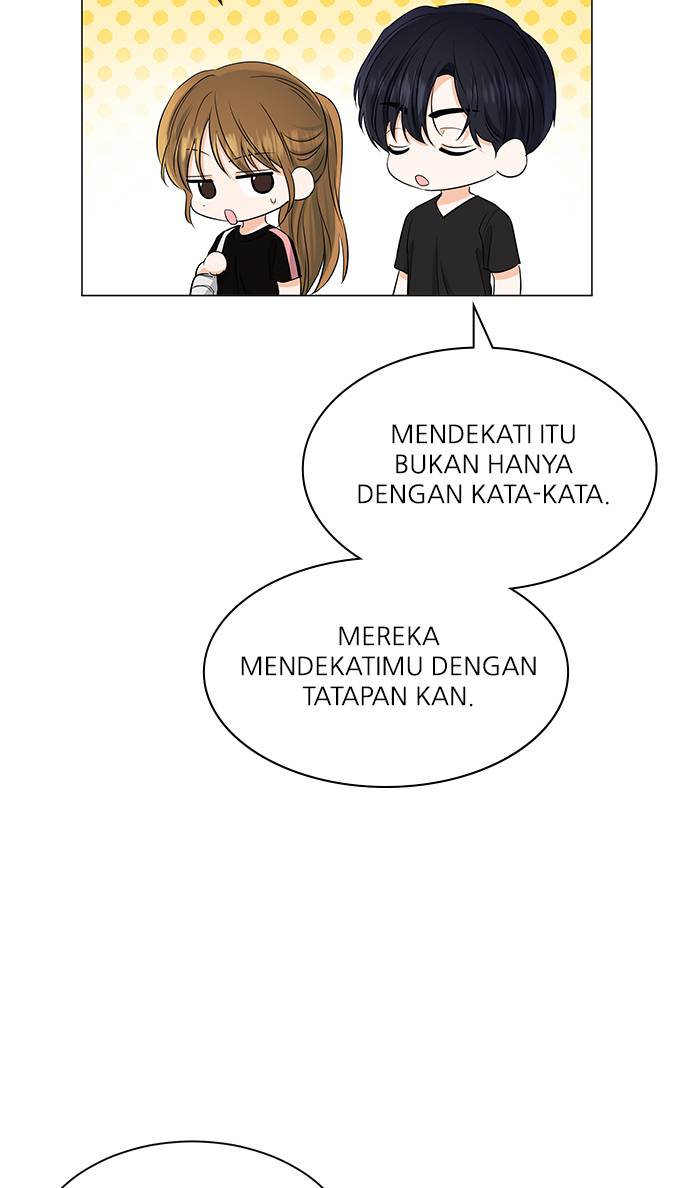 MENDEKATI ITU
BUKAN HANYA
DENGAN KATA-KATA.
MEREKA
MENDEKATIMU DENGAN
TATAPAN KAN.